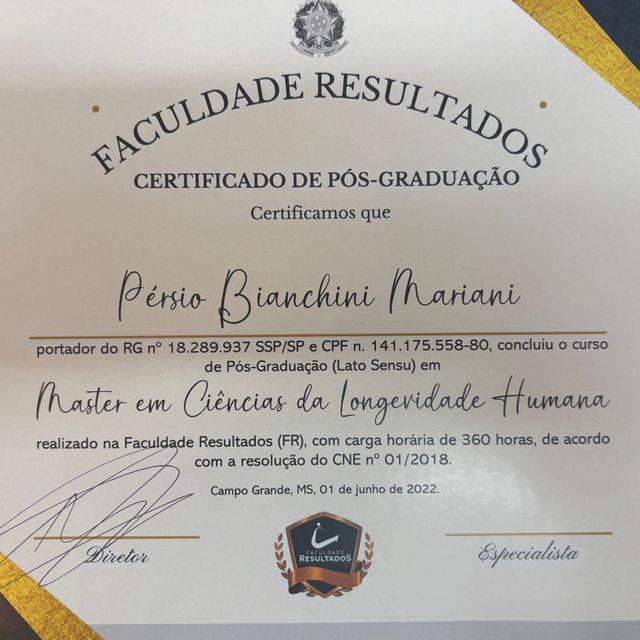 FACULDADE RESULTADOS
CERTIFICADO DE PÓS-GRADUAÇÃO
Certificamos que
Pérsio Bianchini Mariani
portador do RG nº 18.289.937 SSP/SP e CPF n. 141.175.558-80, concluiu o curso
de Pós-Graduação (Lato Sensu) em
Master em Ciências da Longevidade Humana
realizado na Faculdade Resultados (FR), com carga horária de 360 horas, de acordo
com a resolução do CNE nº 01/2018.
Campo Grande, MS, 01 de junho de 2022.
Diretor
FACULDADE
RESULTADOS
Especialista